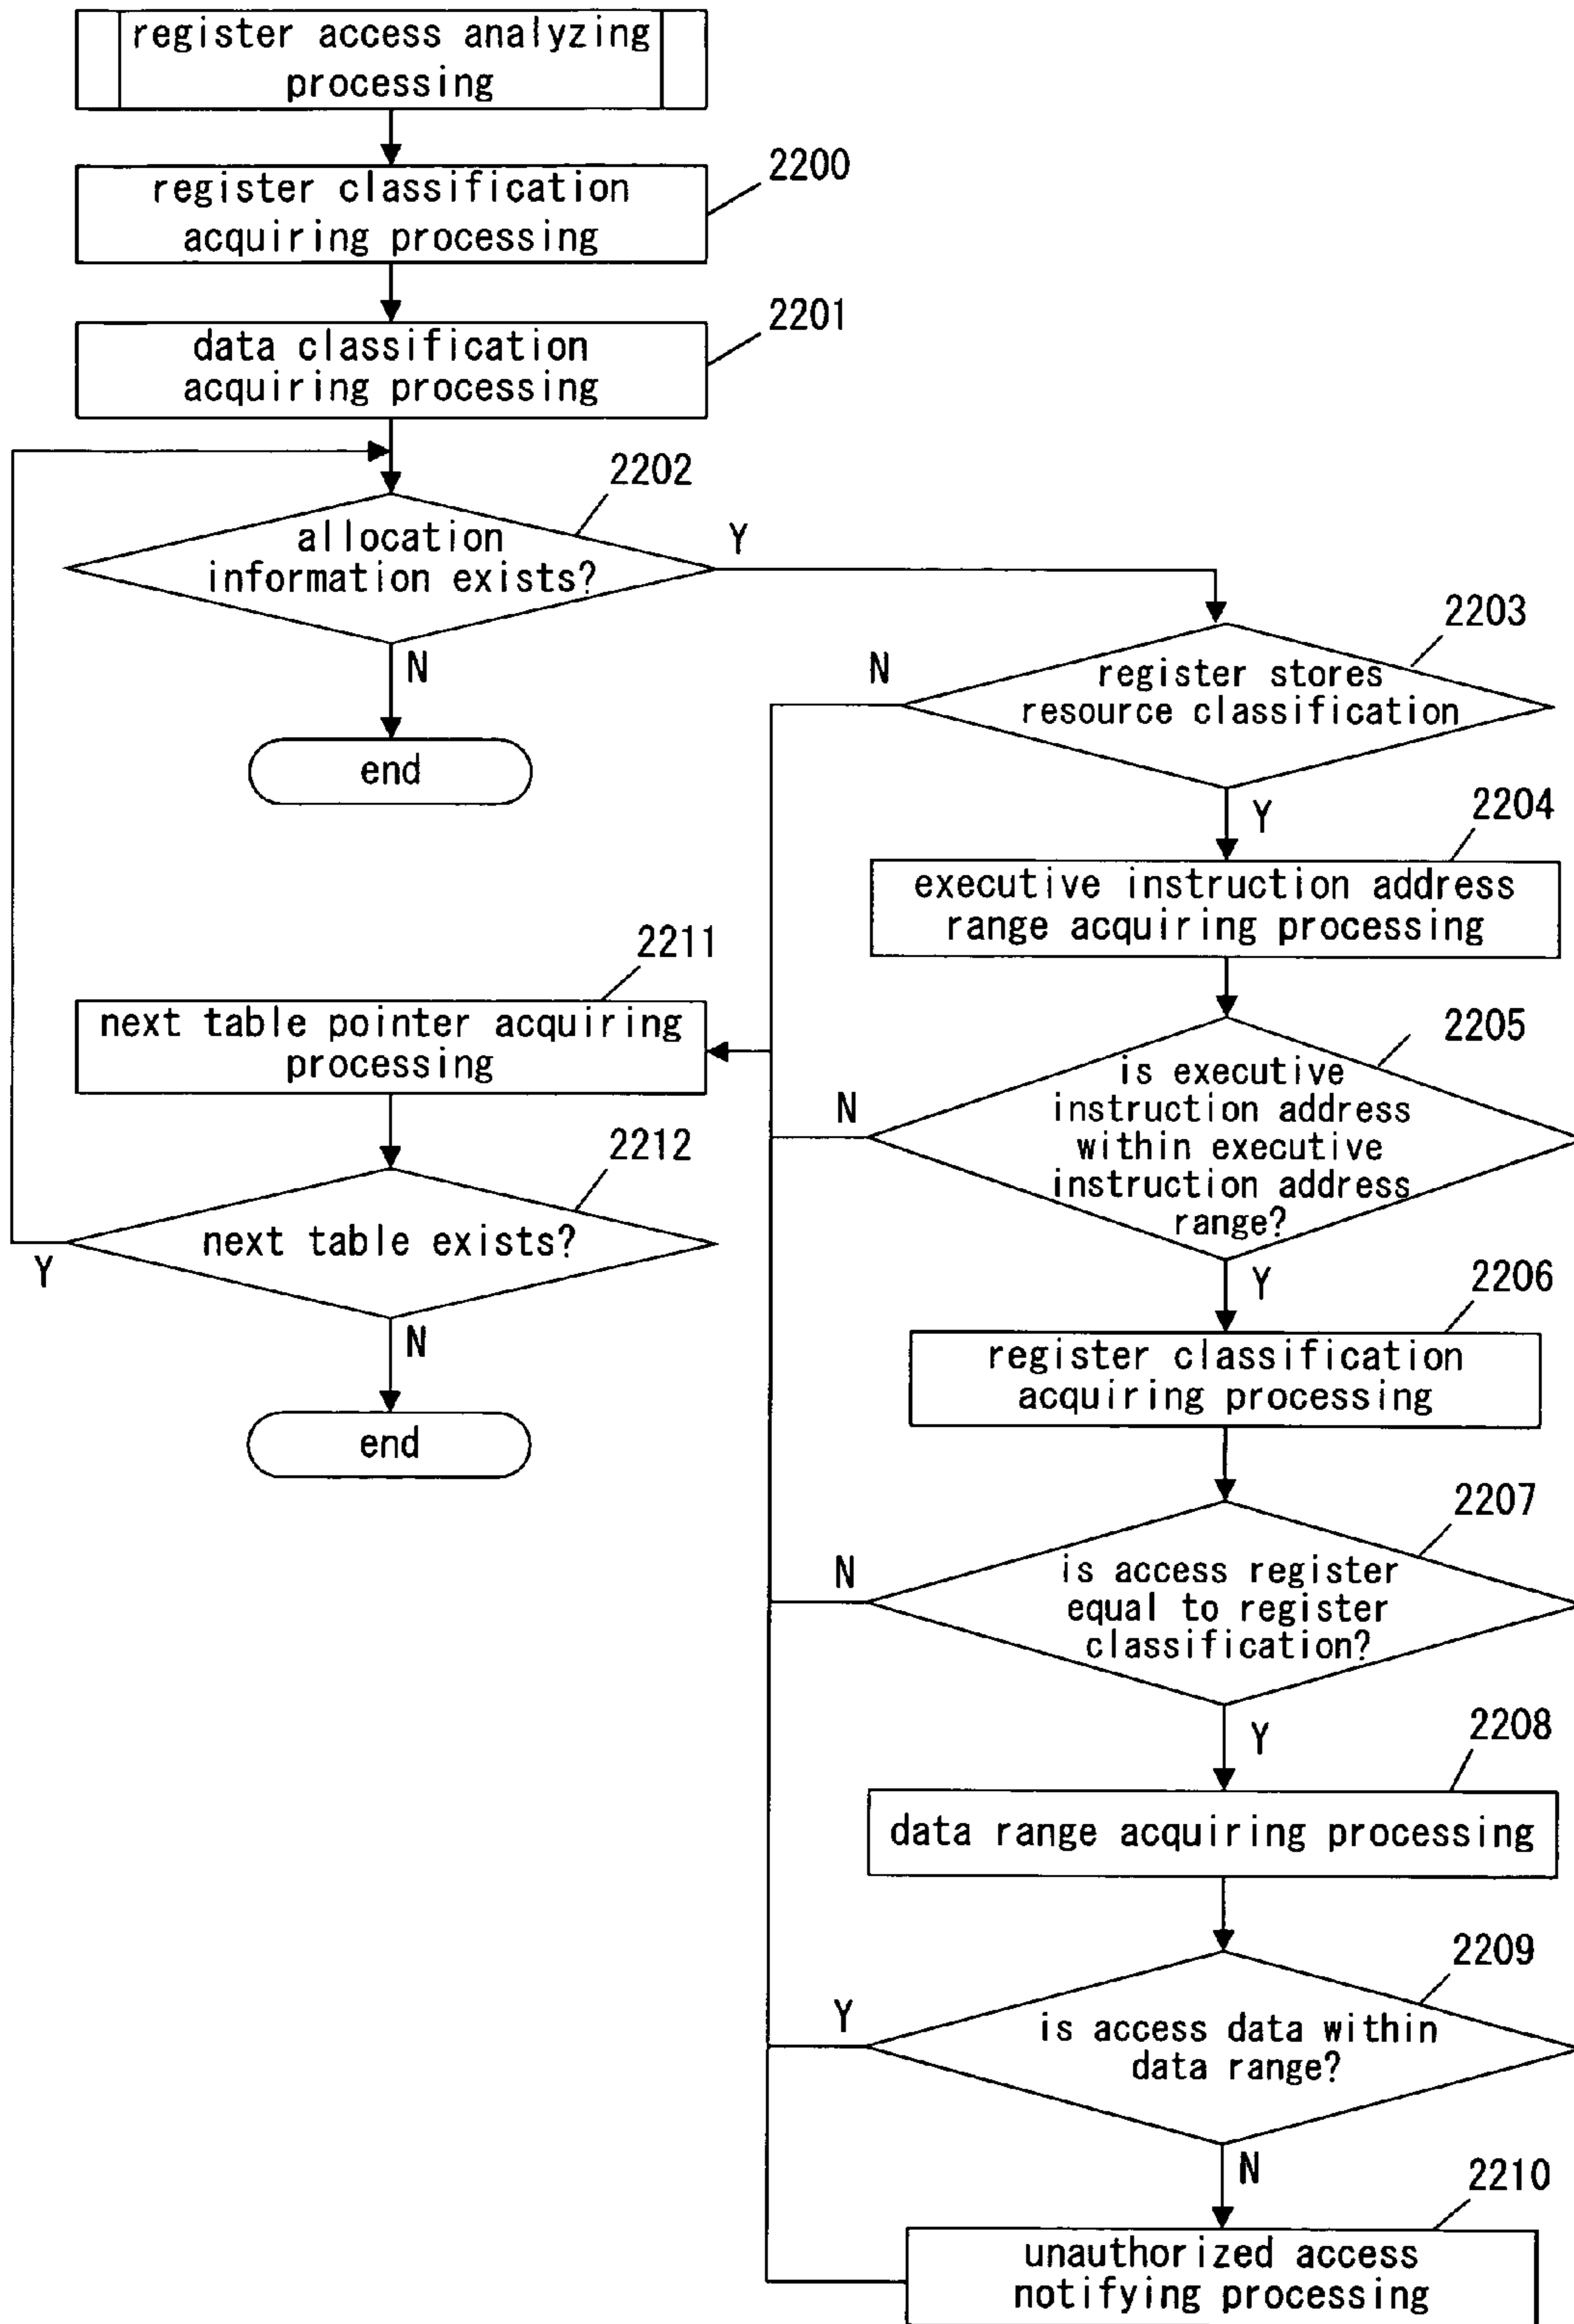 register access analyzing
processing
2200
register classification
acquiring processing
2201
data classification
acquiring processing
2202
allocation
information exists?
Y
N
end
2203
register stores
resource classification
N
Y
2204
executive instruction address
range acquiring processing
2205
is executive
instruction address
within executive
instruction address
range?
N
Y
2206
register classification
acquiring processing
2207
is access register
equal to register
classification?
N
Y
2208
data range acquiring processing
2209
is access data within
data range?
Y
N
2210
unauthorized access
notifying processing
2211
next table pointer acquiring
processing
2212
next table exists?
Y
N
end